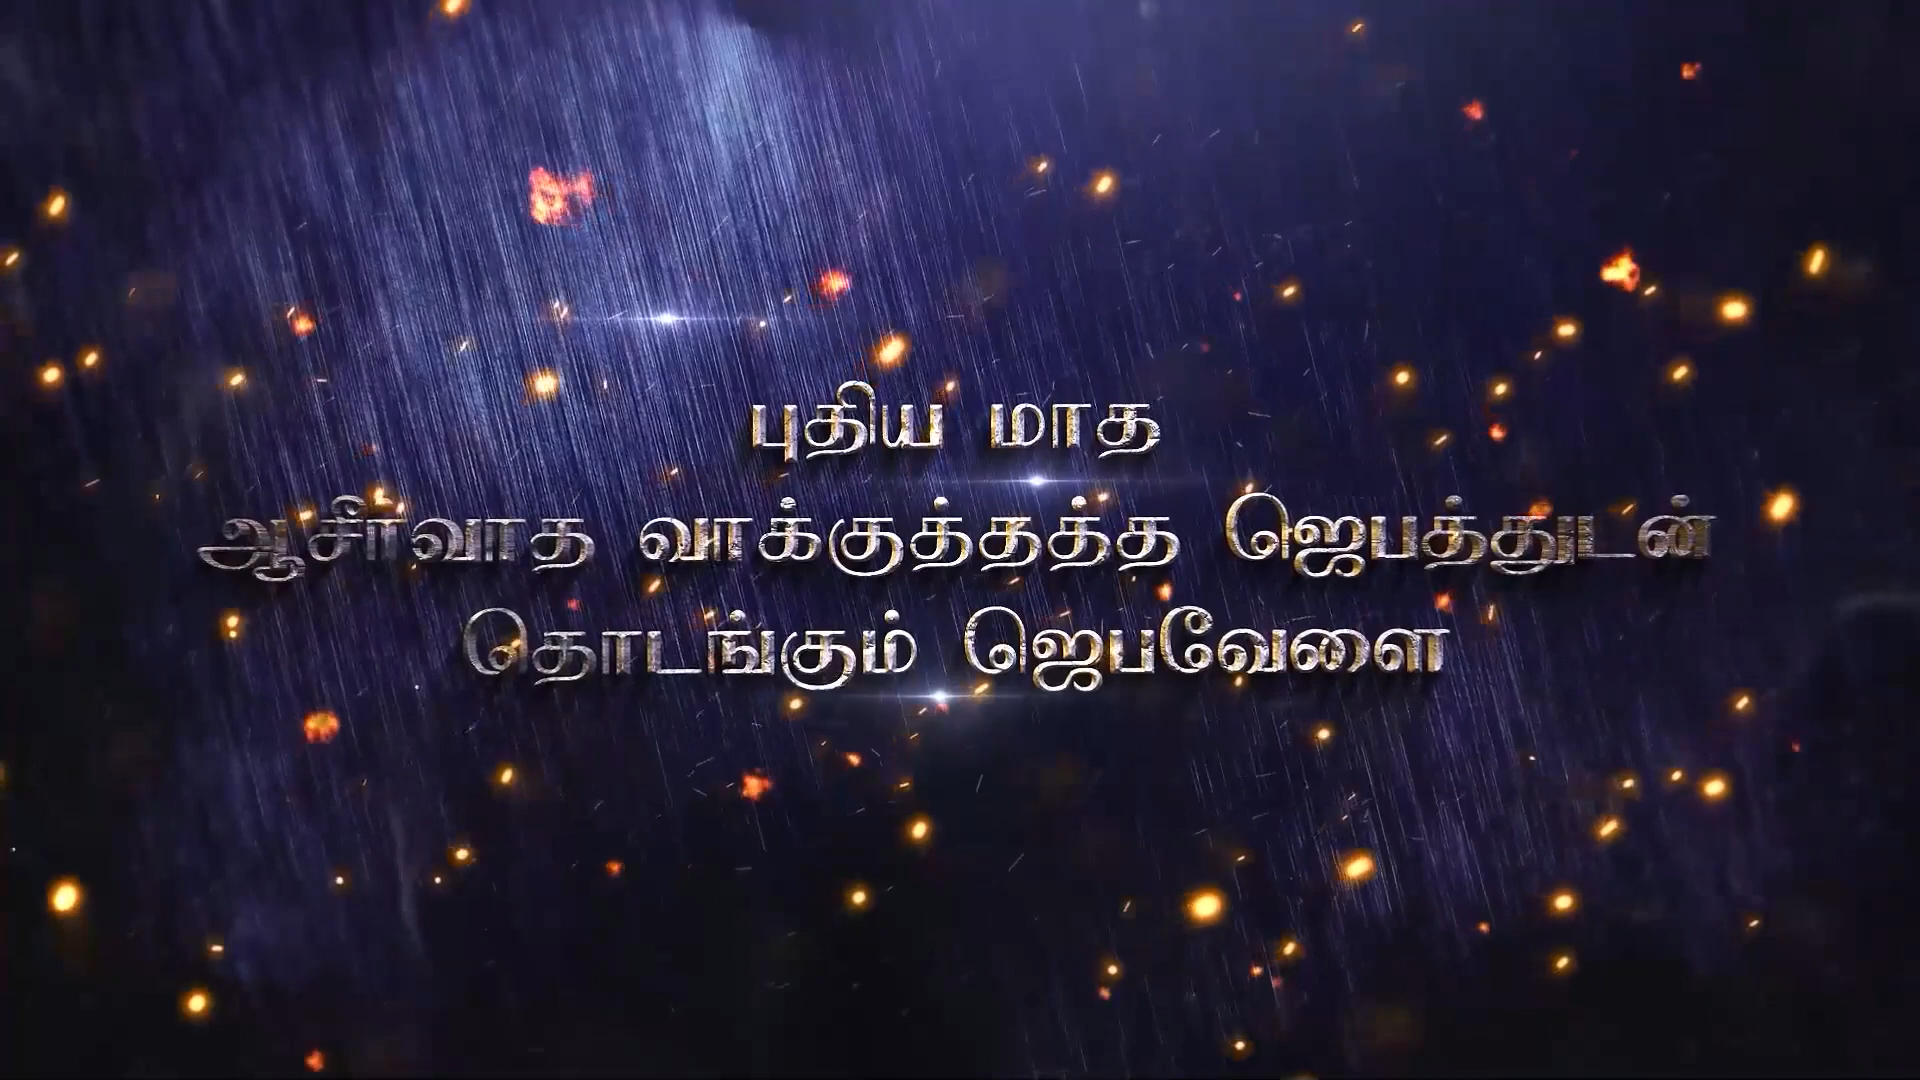 புதிய மாத
ஆசீர்வாத வாக்குத்தத்த ஜெபத்துடன்
தொடங்கும் ஜெபவேளை